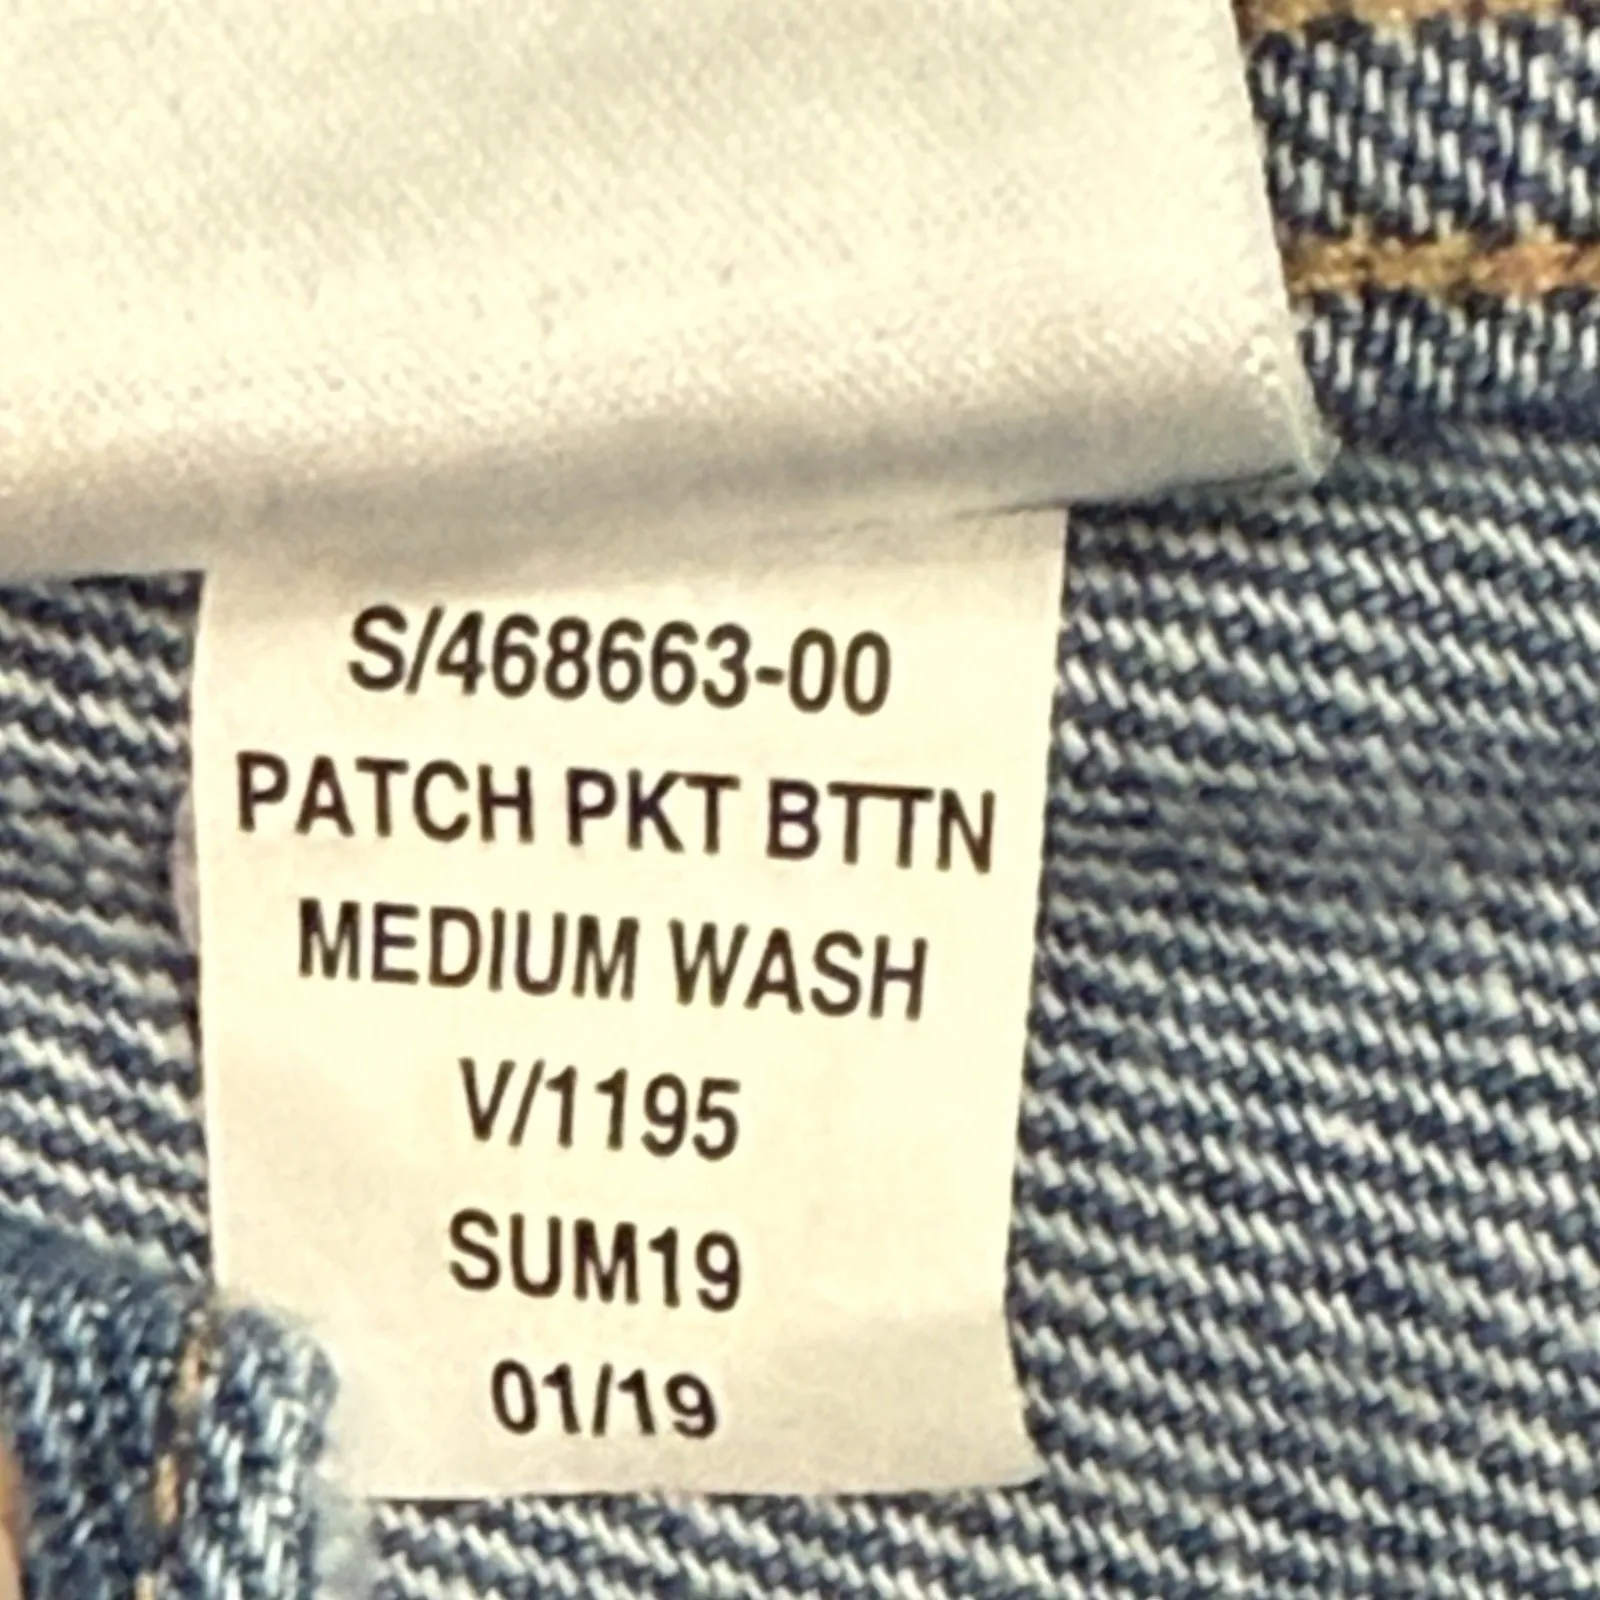 S/468663-00
PATCH PKT BTTN
MEDIUM WASH
V/1195
SUM19
01/19